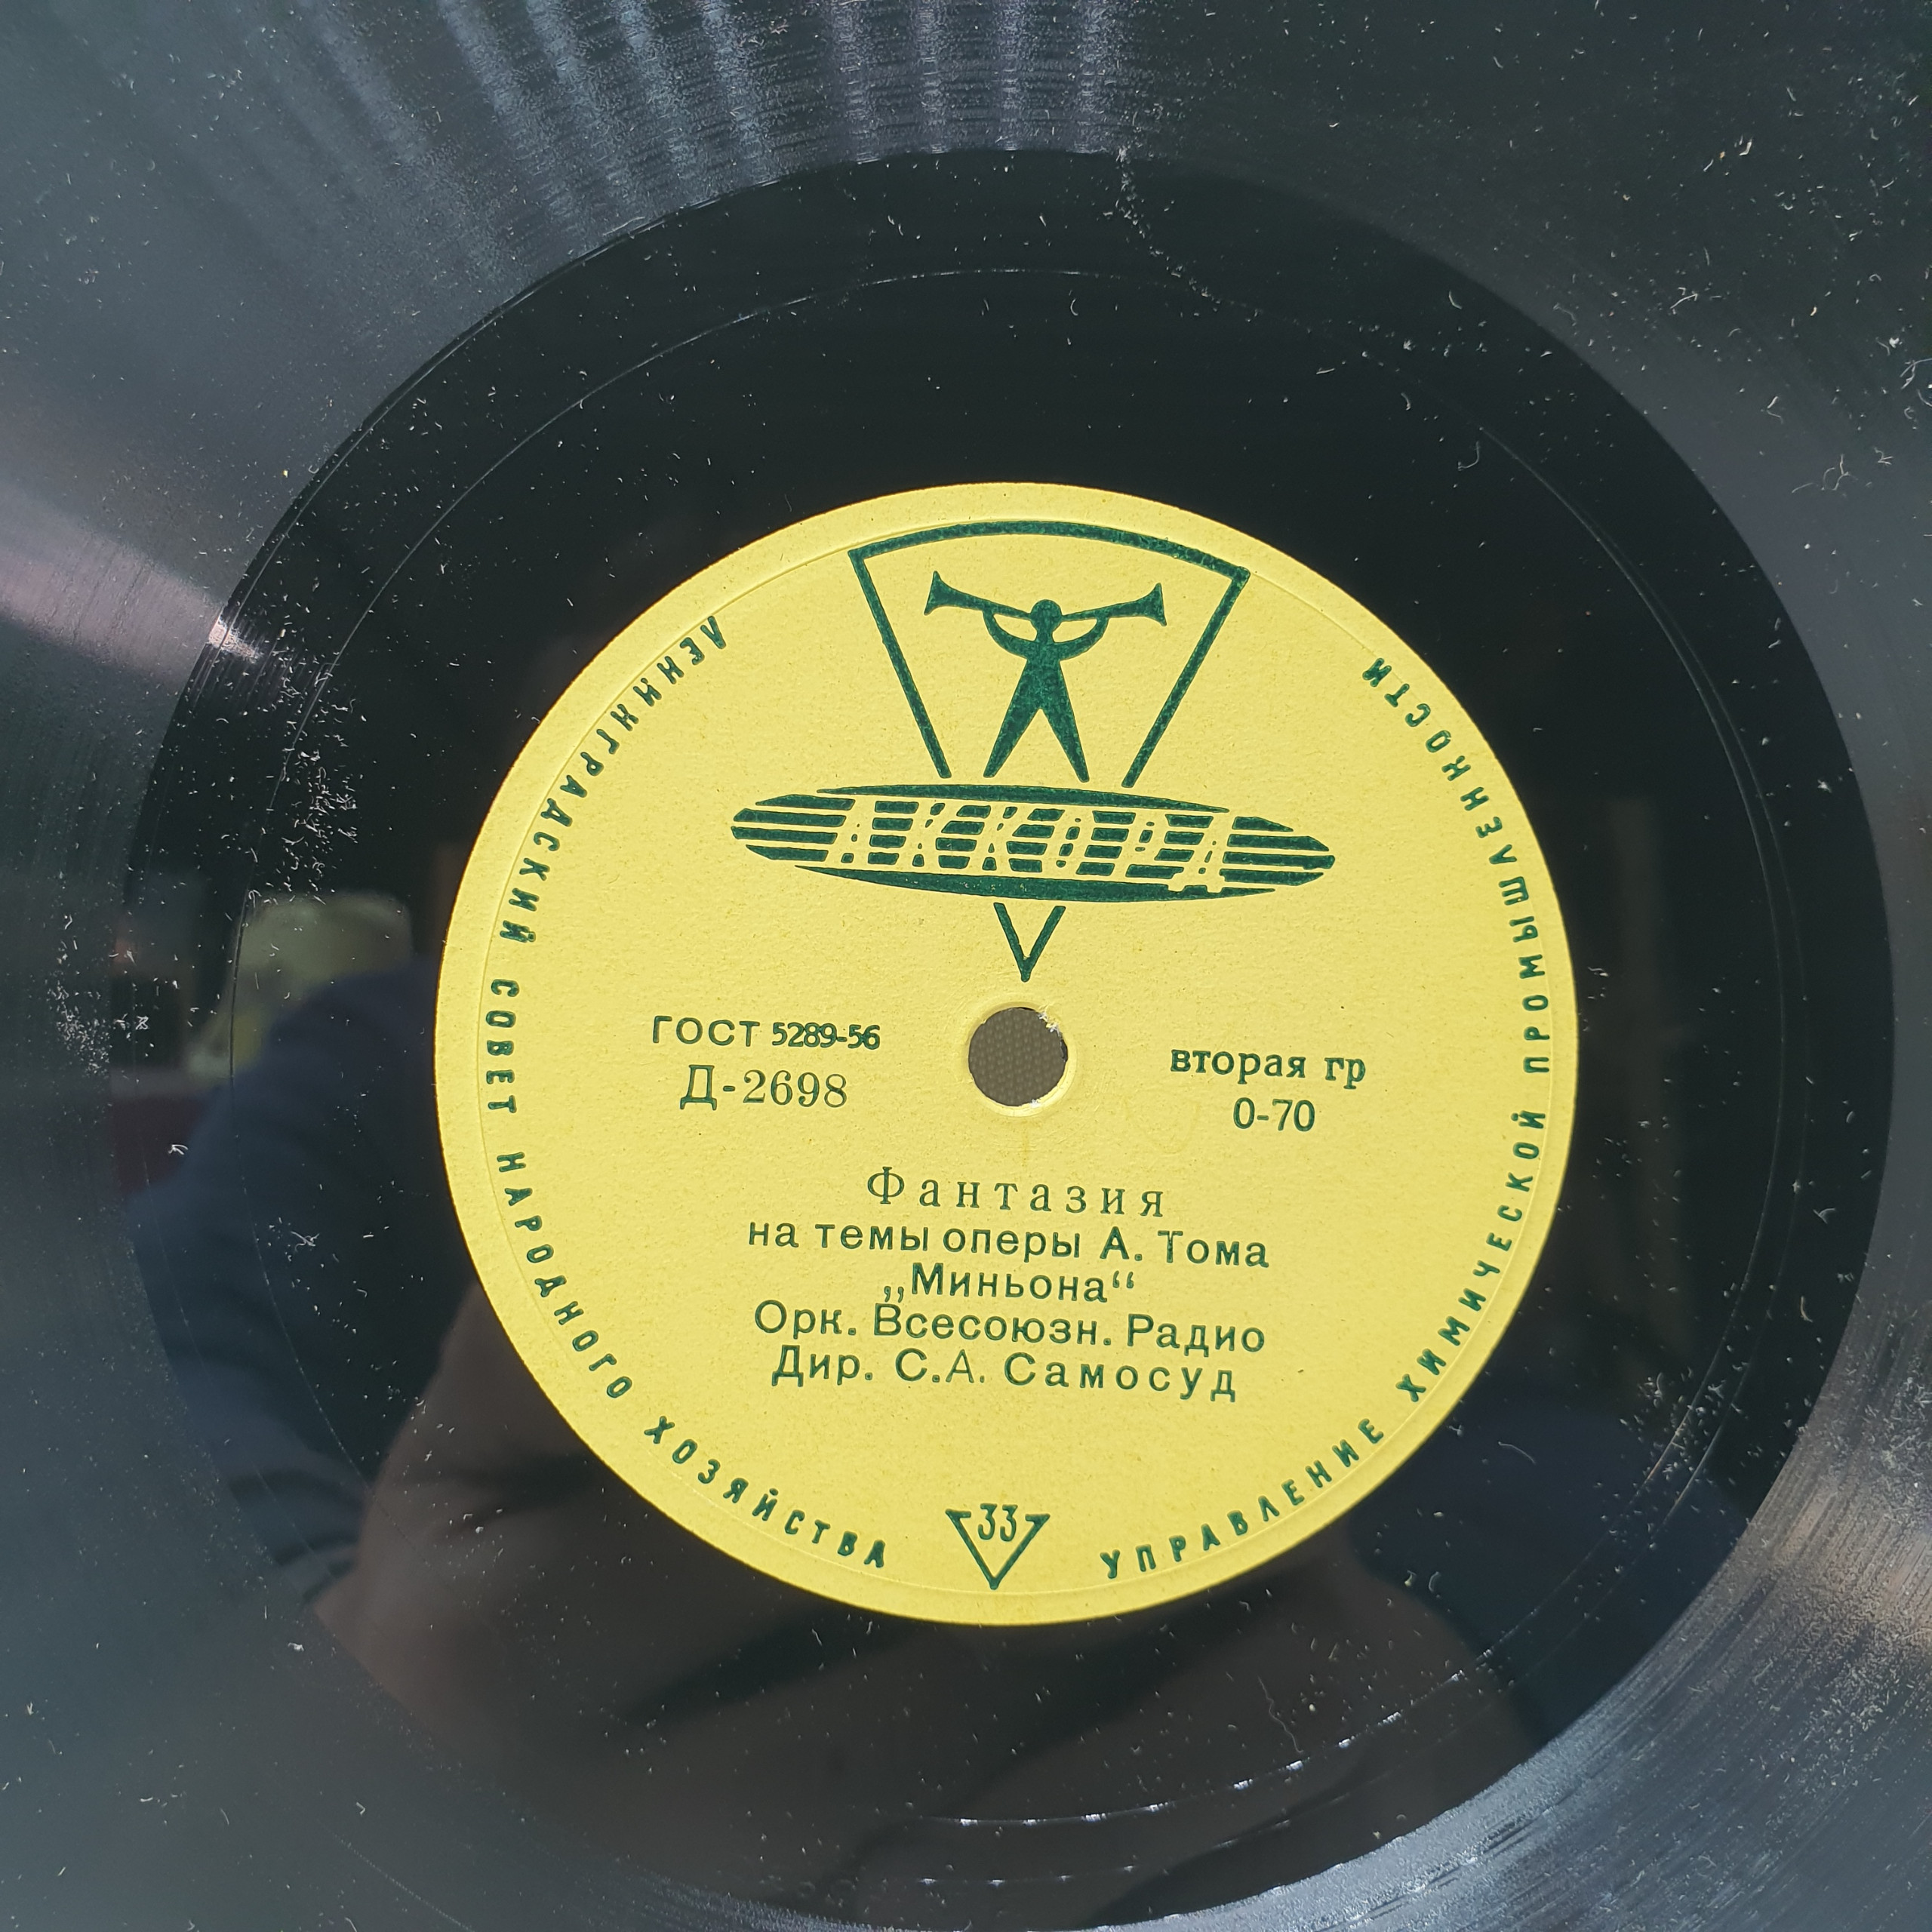 ЛЕНИНГРАДСКИЙ СОВЕТ НАРОДНОГО ХОЗЯЙСТВА
УПРАВЛЕНИЕ ХИМИЧЕСКОЙ ПРОМЫШЛЕННОСТИ
АККОРД
ГОСТ 5289-56
Д-2698
вторая гр
0-70
Фантазия
на темы оперы А. Тома
„Миньона“
Орк. Всесоюзн. Радио
Дир. С.А. Самосуд
33